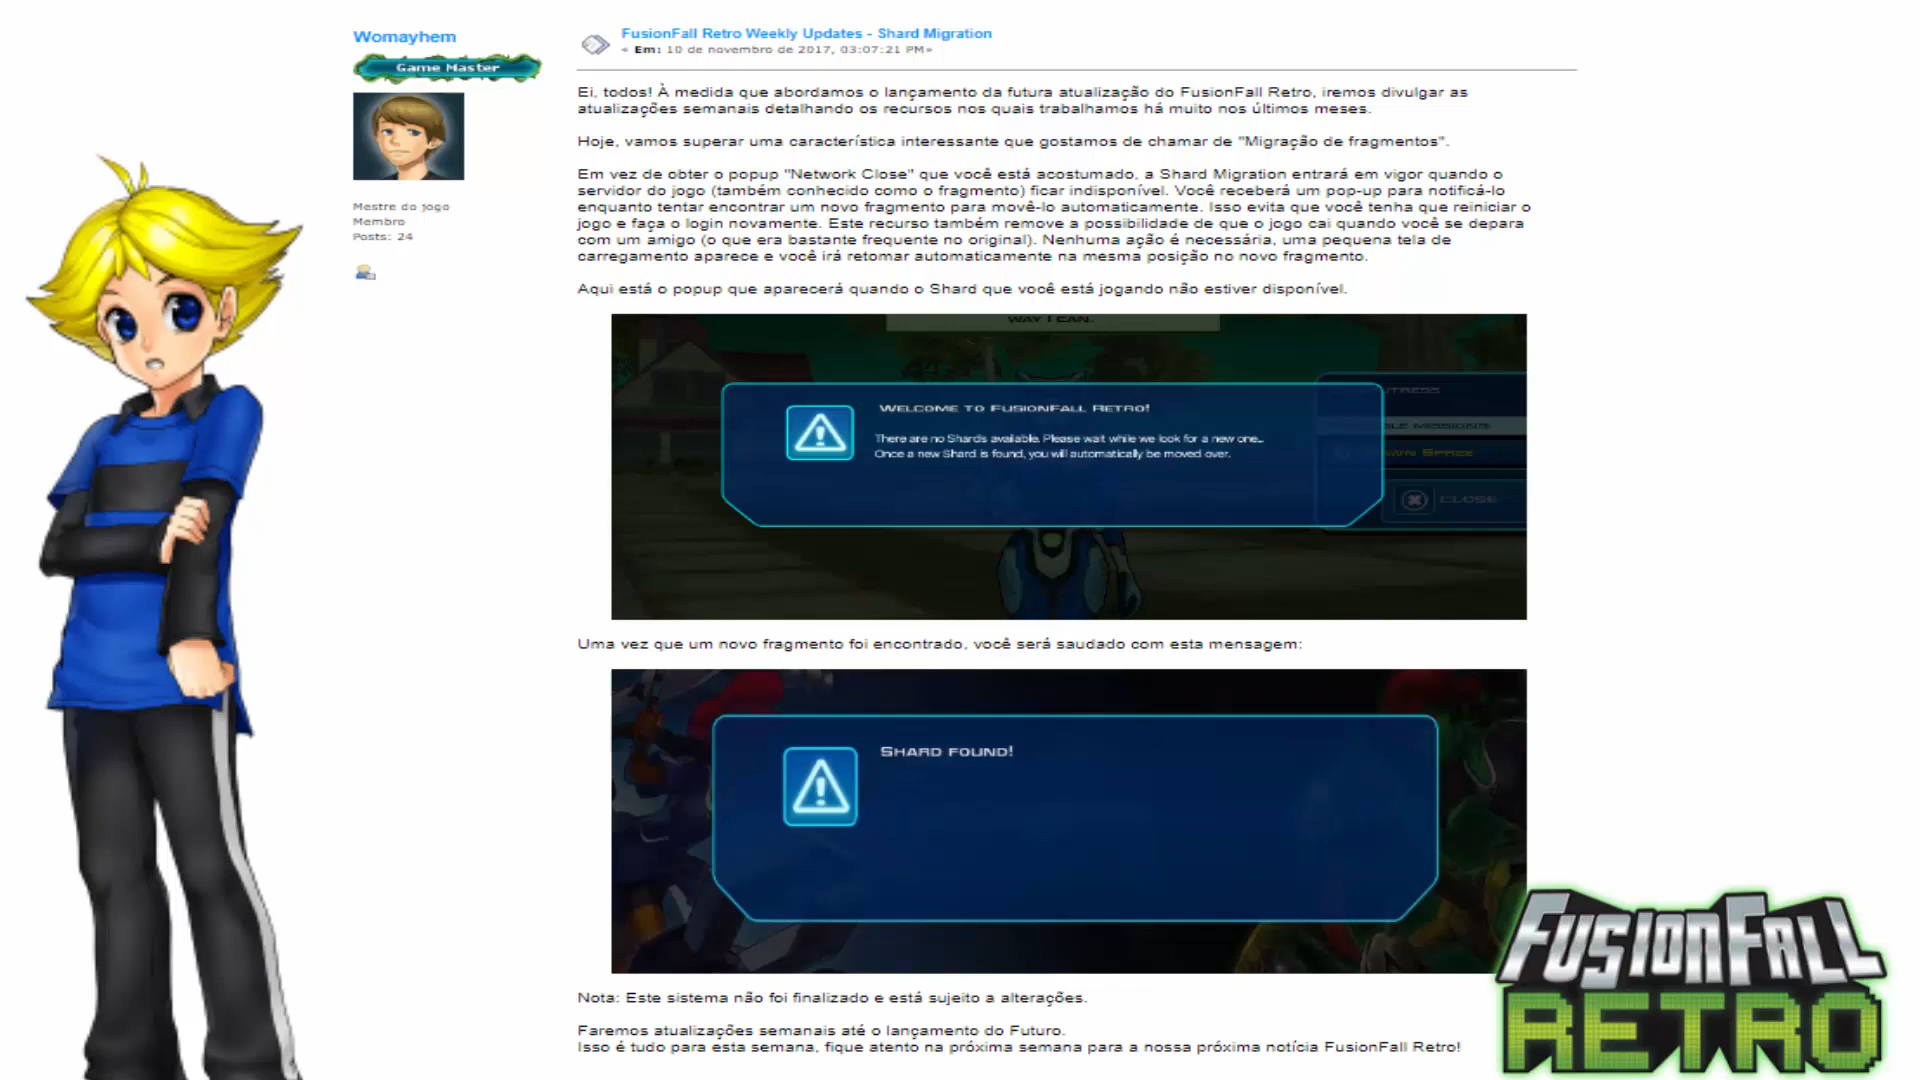 Womayhem
Game Master
Mestre do jogo
Membro
Posts: 24
FusionFall Retro Weekly Updates - Shard Migration
« Em: 10 de novembro de 2017, 03:07:21 PM»
Ei, todos! À medida que abordamos o lançamento da futura atualização do FusionFall Retro, iremos divulgar as
atualizações semanais detalhando os recursos nos quais trabalhamos há muito nos últimos meses.
Hoje, vamos superar uma característica interessante que gostamos de chamar de "Migração de fragmentos".
Em vez de obter o popup "Network Close" que você está acostumado, a Shard Migration entrará em vigor quando o
servidor do jogo (também conhecido como o fragmento) ficar indisponível. Você receberá um pop-up para notificá-lo
enquanto tentar encontrar um novo fragmento para movê-lo automaticamente. Isso evita que você tenha que reiniciar o
jogo e faça o login novamente. Este recurso também remove a possibilidade de que o jogo cai quando você se depara
com um amigo (o que era bastante frequente no original). Nenhuma ação é necessária, uma pequena tela de
carregamento aparece e você irá retomar automaticamente na mesma posição no novo fragmento.
Aqui está o popup que aparecerá quando o Shard que você está jogando não estiver disponível.
WAY I CAN.
WELCOME TO FUSIONFALL RETRO!
There are no Shards available. Please wait while we look for a new one...
Once a new Shard is found, you will automatically be moved over.
CLOSE
Uma vez que um novo fragmento foi encontrado, você será saudado com esta mensagem:
SHARD FOUND!
Nota: Este sistema não foi finalizado e está sujeito a alterações.
Faremos atualizações semanais até o lançamento do Futuro.
Isso é tudo para esta semana, fique atento na próxima semana para a nossa próxima notícia FusionFall Retro!
FUSIONFALL
RETRO